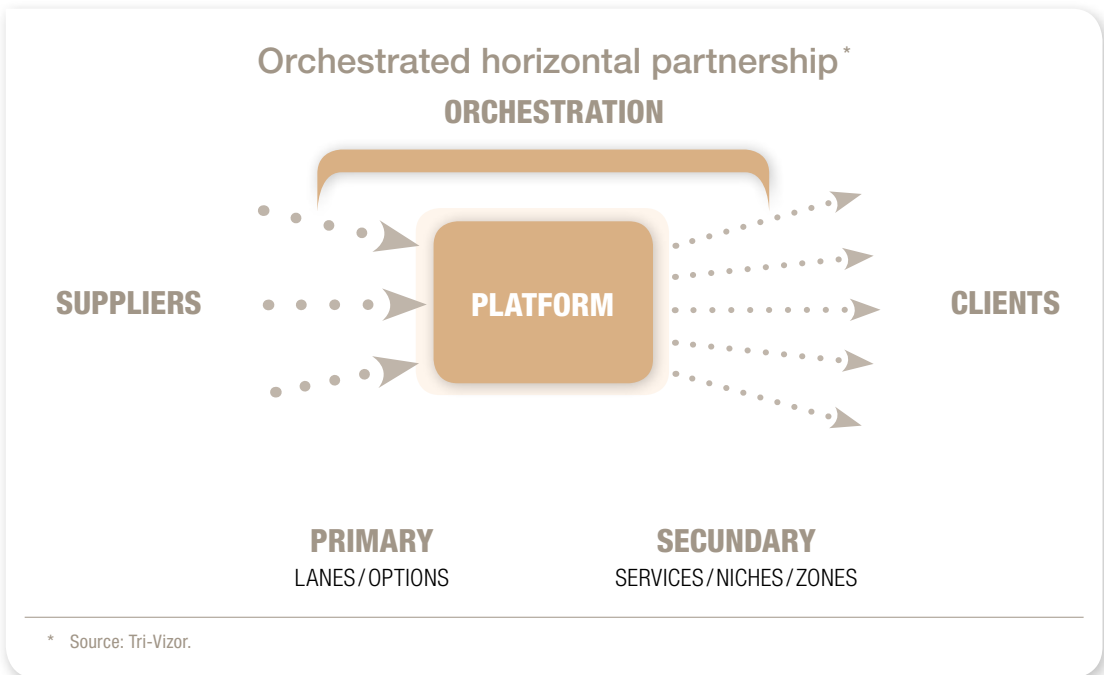 Orchestrated horizontal partnership*
ORCHESTRATION
SUPPLIERS
PLATFORM
CLIENTS
PRIMARY
LANES/OPTIONS
SECUNDARY
SERVICES/NICHES/ZONES
* Source: Tri-Vizor.